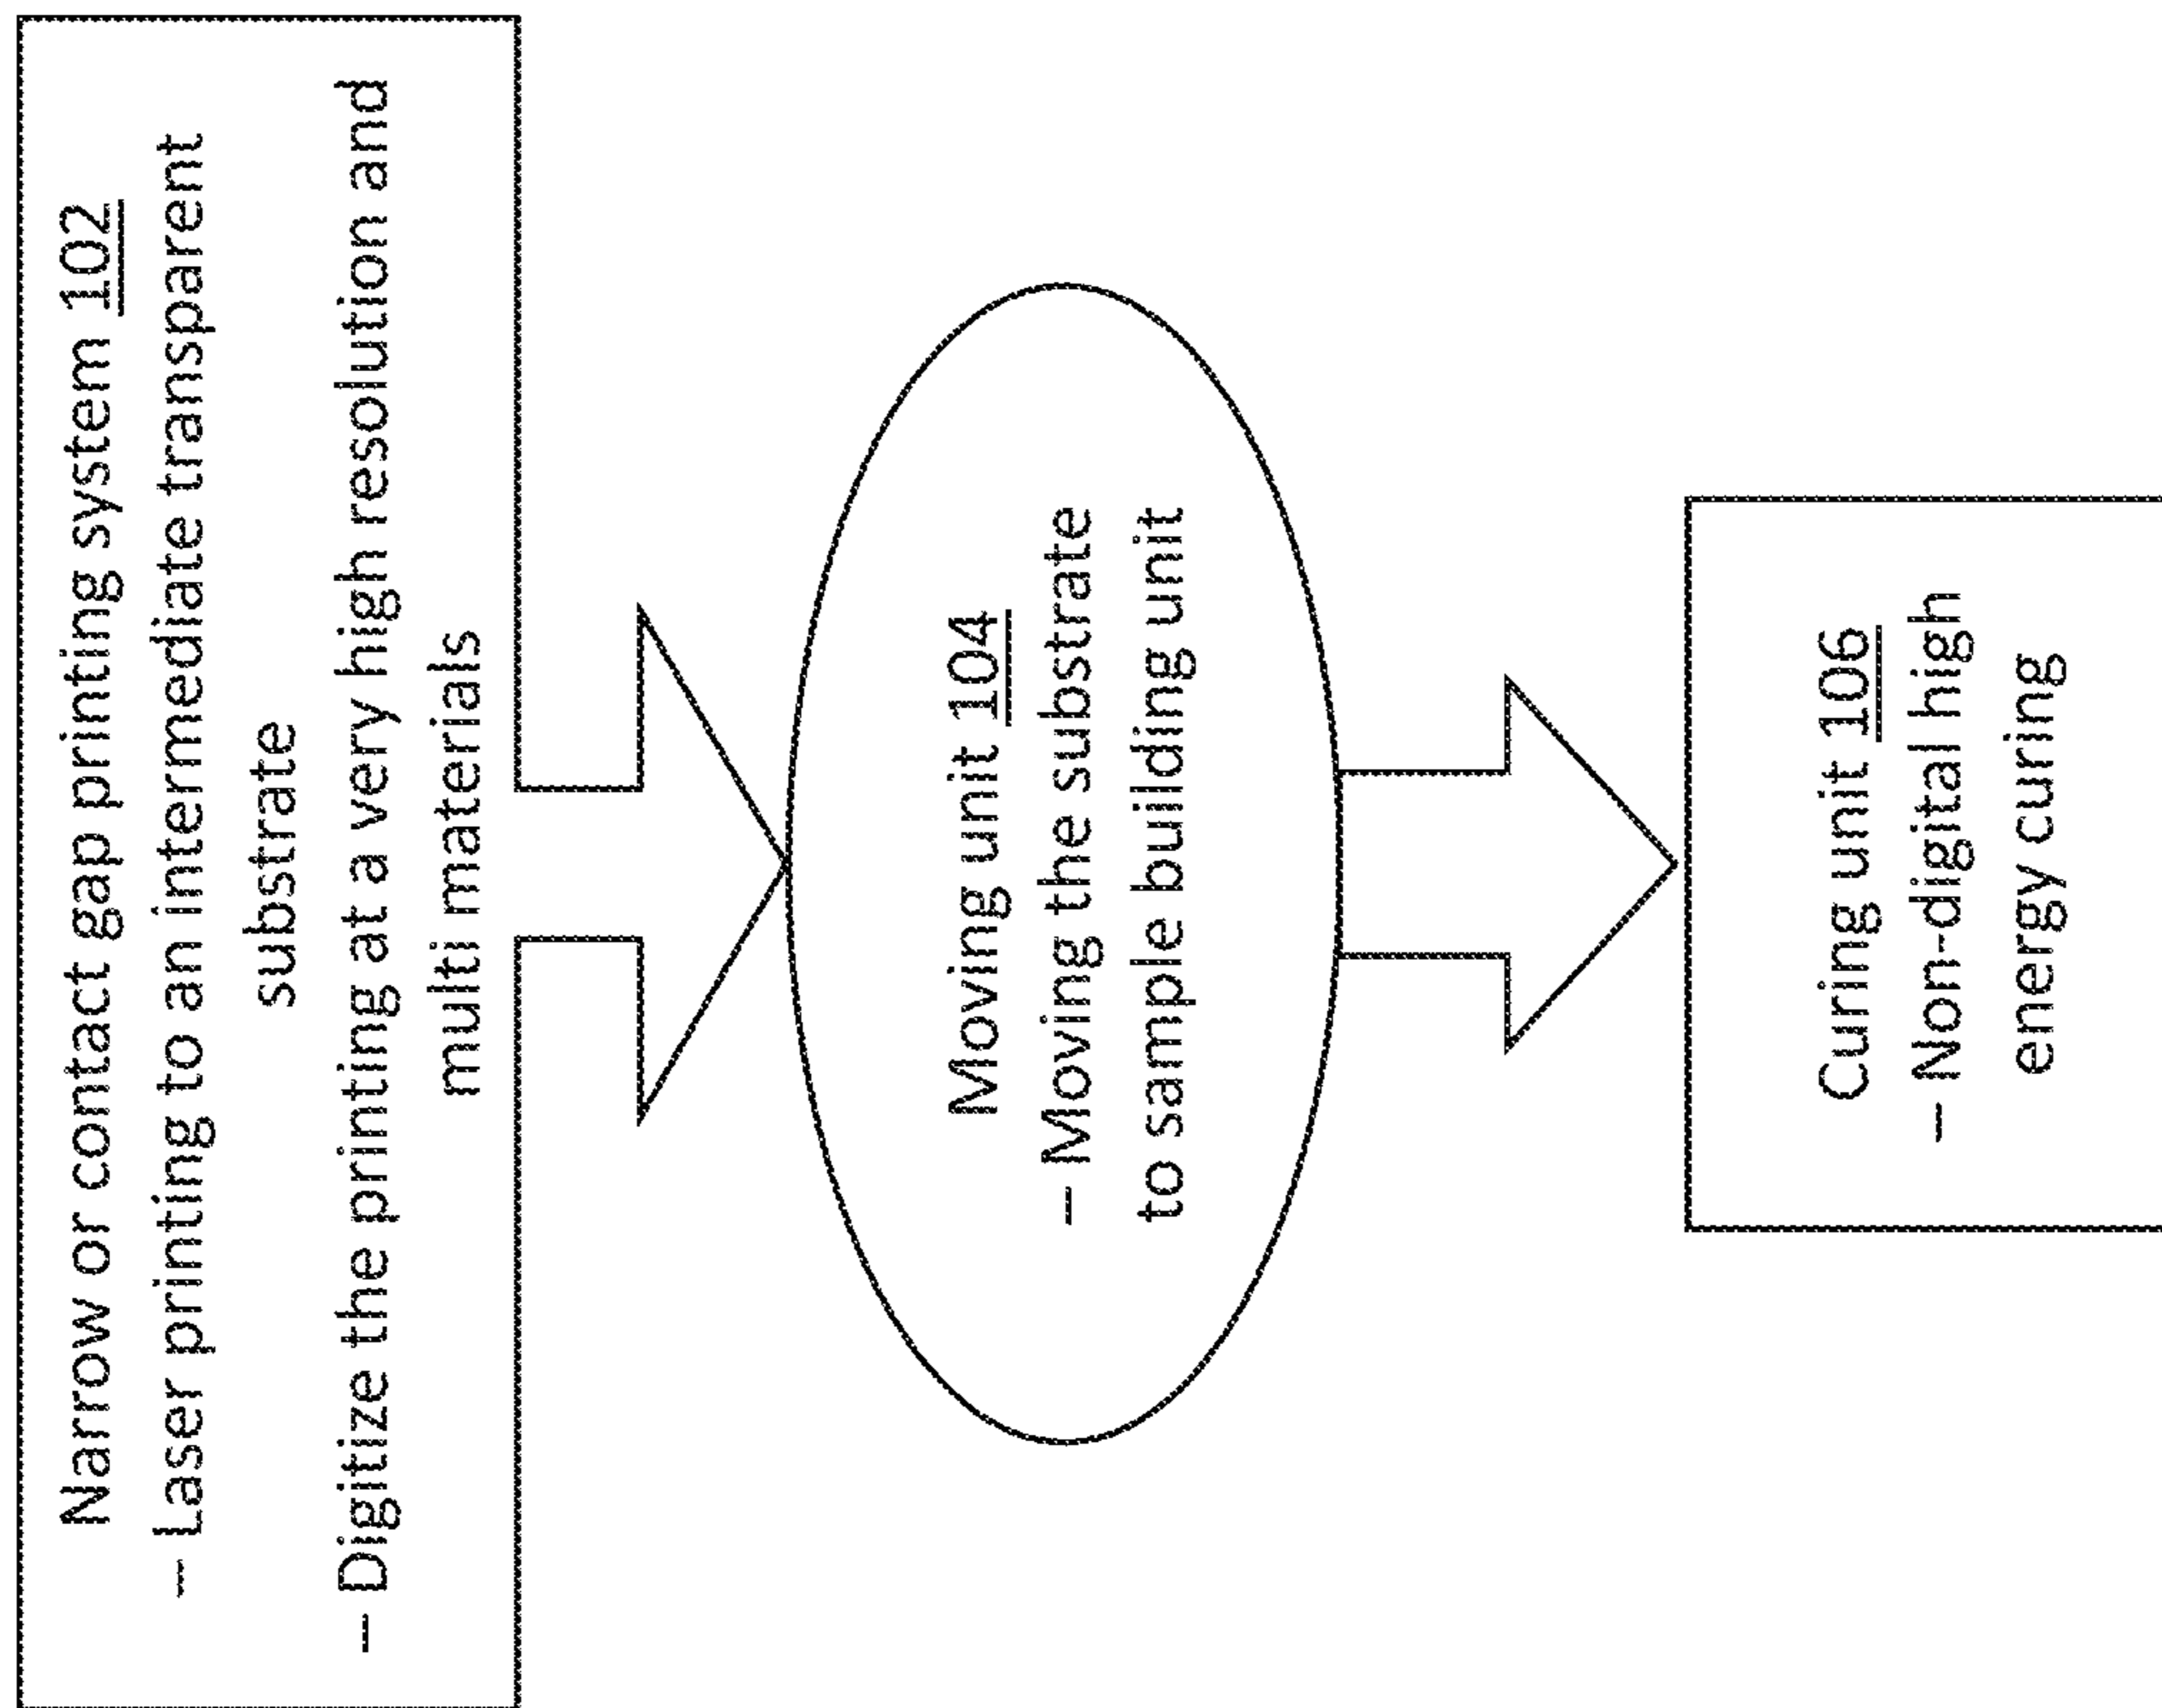 Narrow or contact gap printing system 102
– Laser printing to an intermediate transparent
substrate
– Digitize the printing at a very high resolution and
multi materials
Moving unit 104
– Moving the substrate
to sample building unit
Curing unit 106
– Non-digital high
energy curing